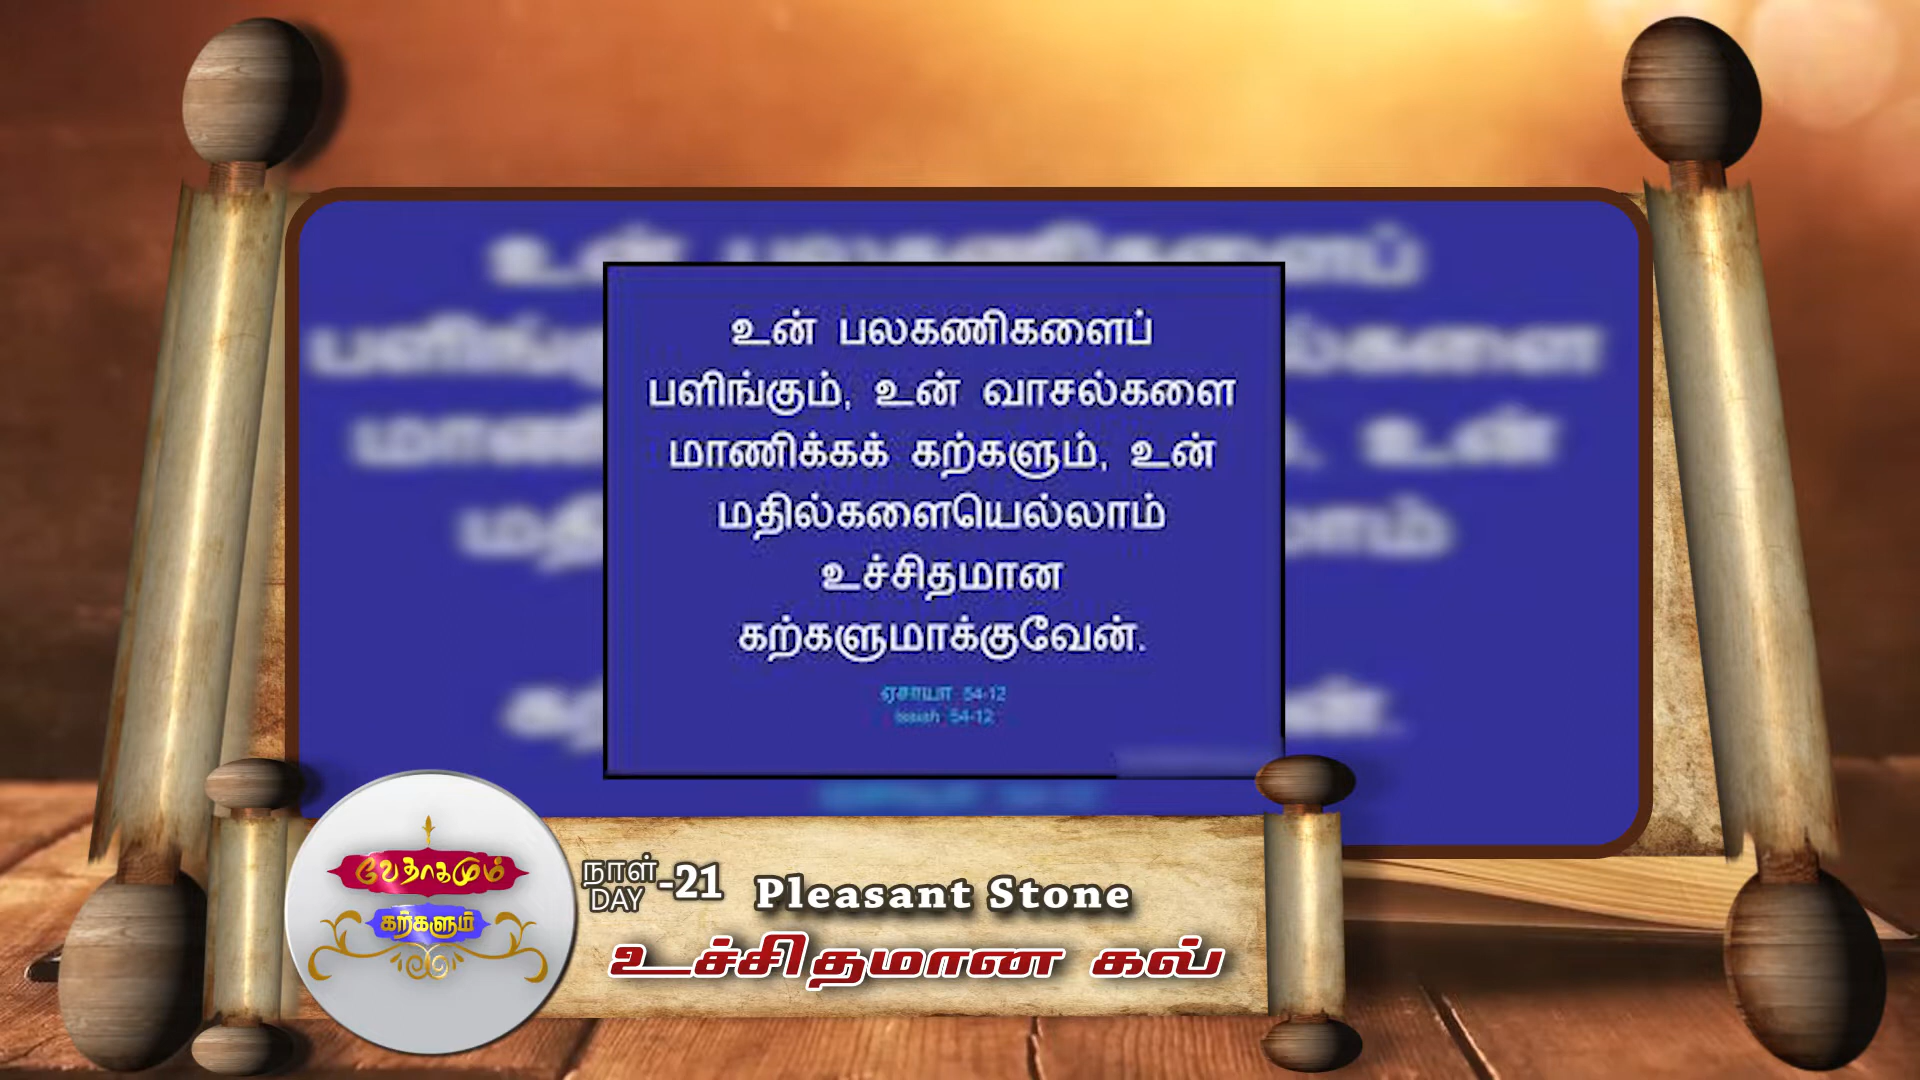 உன் பலகணிகளைப்
பளிங்கும், உன் வாசல்களை
மாணிக்கக் கற்களும், உன்
மதில்களையெல்லாம்
உச்சிதமான
கற்களுமாக்குவேன்.
ஏசாயா 54-12
Isaiah 54-12
வேதாகமும்
கற்களும்
நாள்
DAY -21
Pleasant Stone
உச்சிதமான கல்